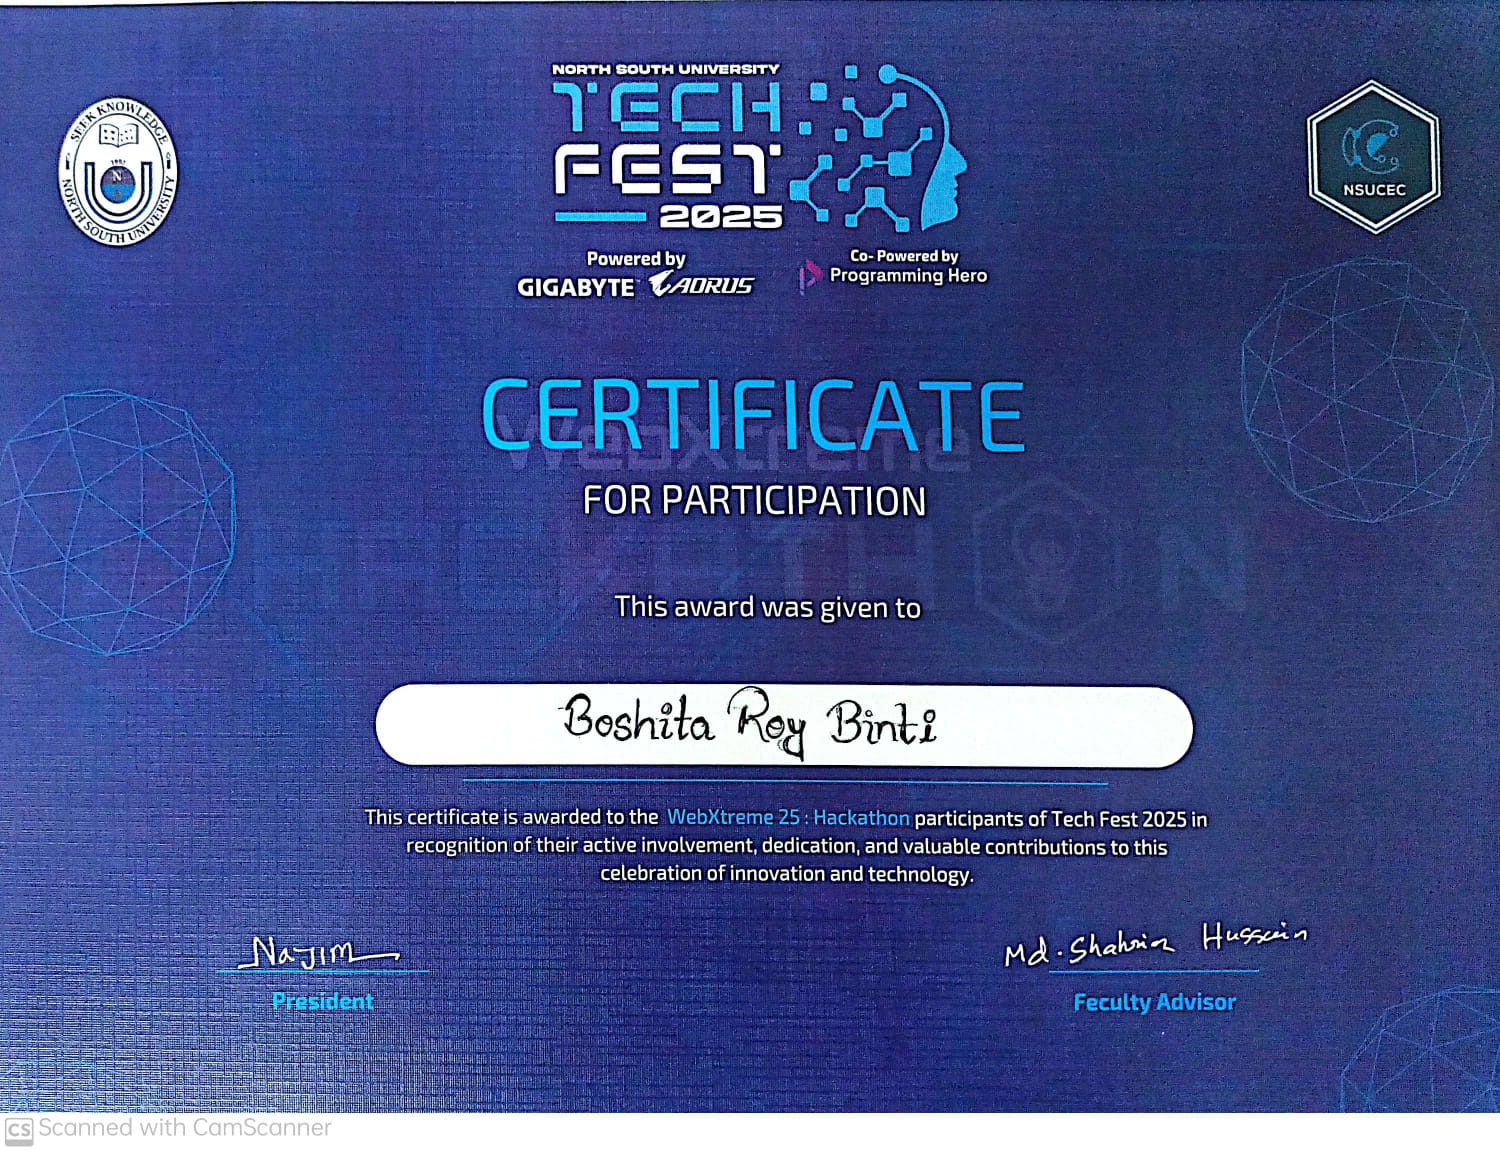 NORTH SOUTH UNIVERSITY
TECH
FEST
2025
SEEK KNOWLEDGE
1992
N S
NORTH SOUTH UNIVERSITY
NSUCEC
Powered by
GIGABYTE AORUS
Co- Powered by
Programming Hero
CERTIFICATE
WebXtreme
FOR PARTICIPATION
THON
This award was given to
Boshita Roy Binti
This certificate is awarded to the WebXtreme 25 : Hackathon participants of Tech Fest 2025 in
recognition of their active involvement, dedication, and valuable contributions to this
celebration of innovation and technology.
Najim
President
Md. Shahriar Hussain
Feculty Advisor
CS Scanned with CamScanner